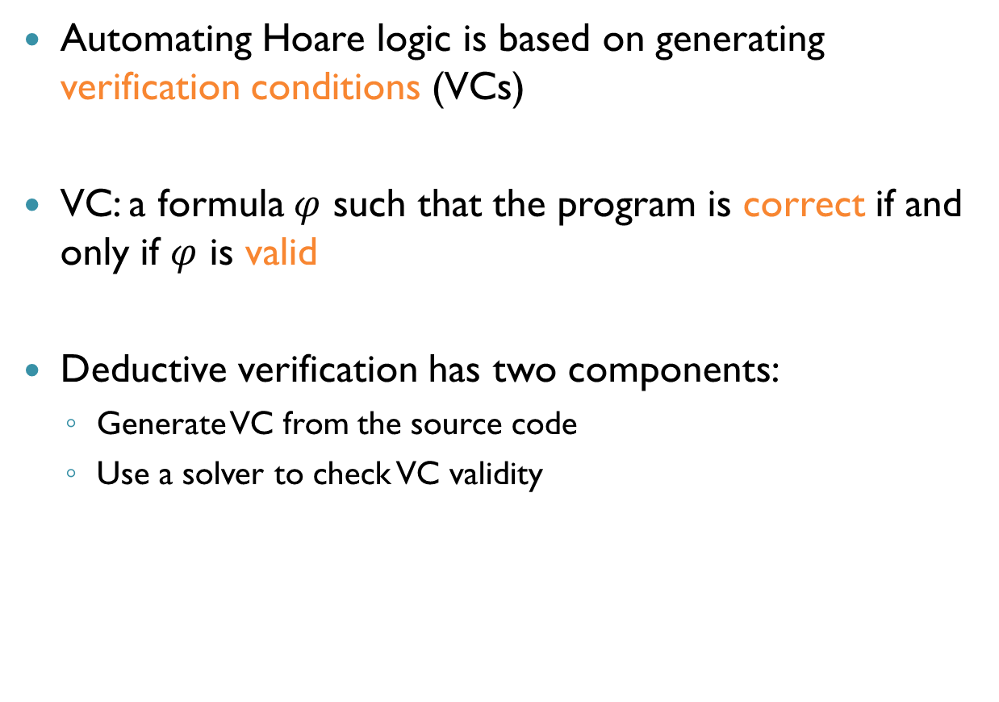 • Automating Hoare logic is based on generating
verification conditions (VCs)
• VC: a formula φ such that the program is correct if and
only if φ is valid
• Deductive verification has two components:
◦ Generate VC from the source code
◦ Use a solver to check VC validity